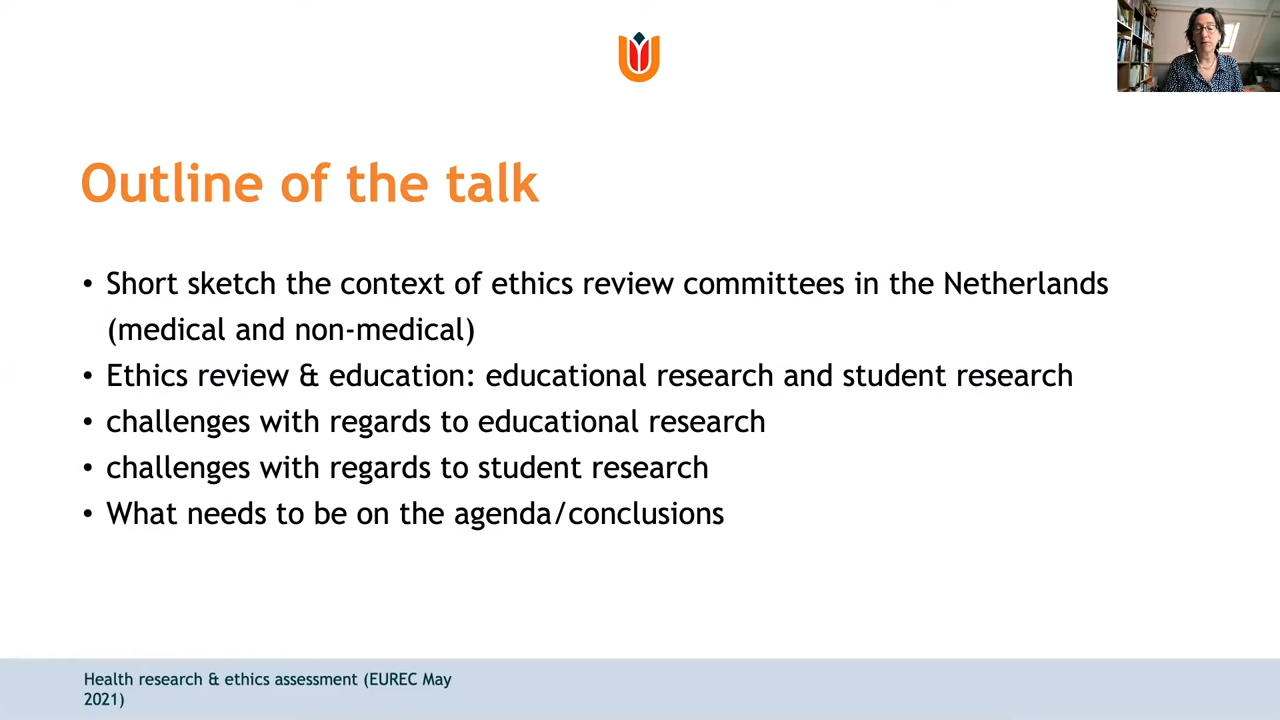 Outline of the talk
• Short sketch the context of ethics review committees in the Netherlands
(medical and non-medical)
• Ethics review & education: educational research and student research
• challenges with regards to educational research
• challenges with regards to student research
• What needs to be on the agenda/conclusions
Health research & ethics assessment (EUREC May
2021)